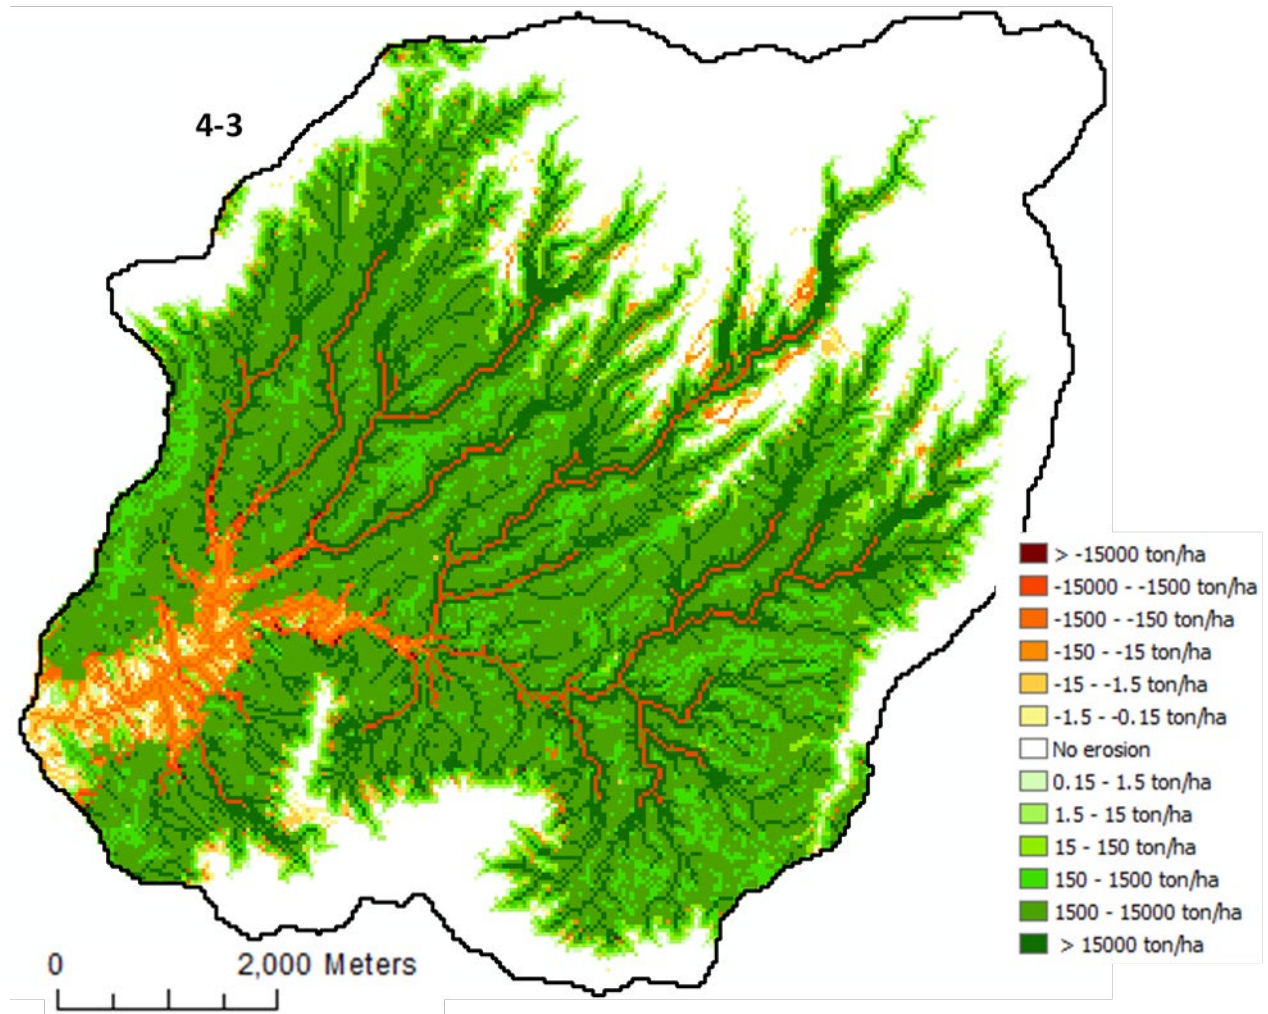 4-3
> -15000 ton/ha
-15000 - -1500 ton/ha
-1500 - -150 ton/ha
-150 - -15 ton/ha
-15 - -1.5 ton/ha
-1.5 - -0.15 ton/ha
No erosion
0.15 - 1.5 ton/ha
1.5 - 15 ton/ha
15 - 150 ton/ha
150 - 1500 ton/ha
1500 - 15000 ton/ha
> 15000 ton/ha
0 2,000 Meters